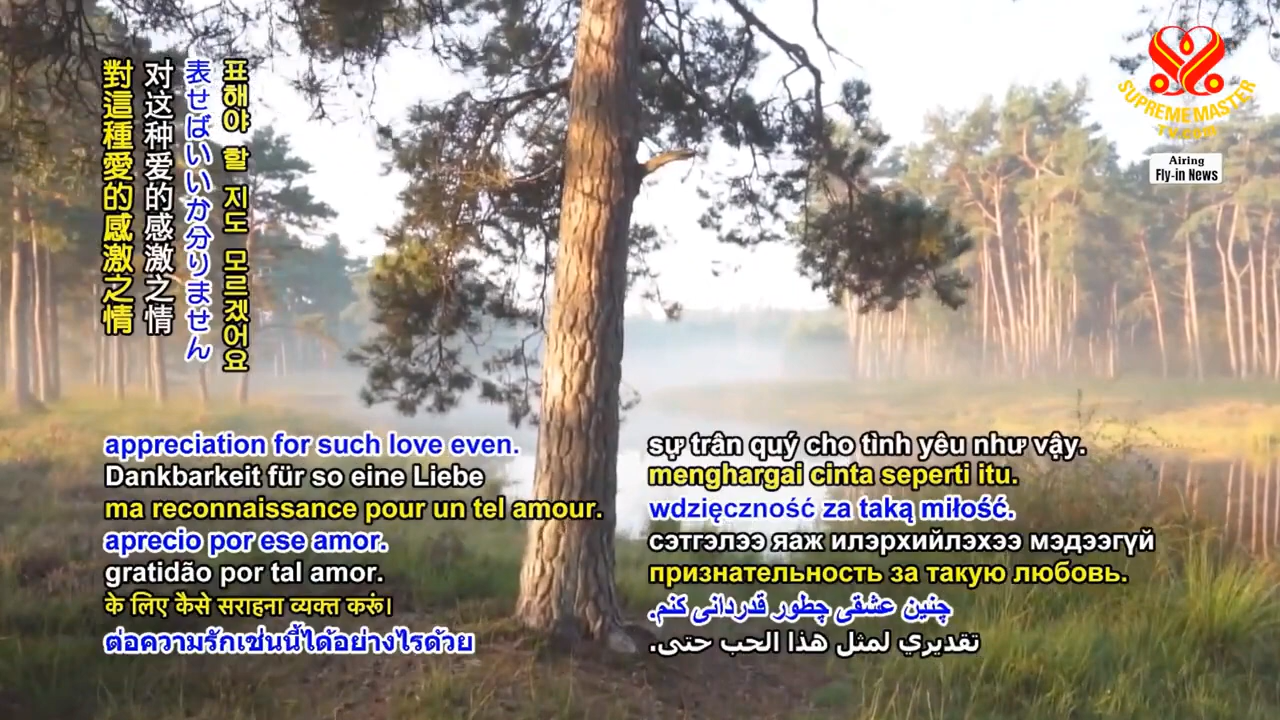 對這種愛的感激之情
对这种爱的感激之情
表せばいいか分りません
표해야 할 지도 모르겠어요
SUPREME MASTER
TV.com
Airing
Fly-in News
appreciation for such love even.
Dankbarkeit für so eine Liebe
ma reconnaissance pour un tel amour.
aprecio por ese amor.
gratidão por tal amor.
के लिए कैसे सराहना व्यक्त करूं।
ต่อความรักเช่นนี้ได้อย่างไรด้วย
sự trân quý cho tình yêu như vậy.
menghargai cinta seperti itu.
wdzięczność za taką miłość.
сэтгэлээ яаж илэрхийлэхээ мэдээгүй
признательность за такую любовь.
چنین عشقی چطور قدردانی کنم.
تقديري لمثل هذا الحب حتى.